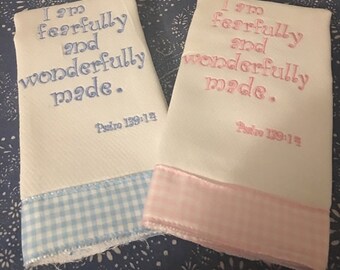 I am
fearfully
and
wonderfully
made.
Psalm 139:14
I am
fearfully
and
wonderfully
made.
Psalm 139:14